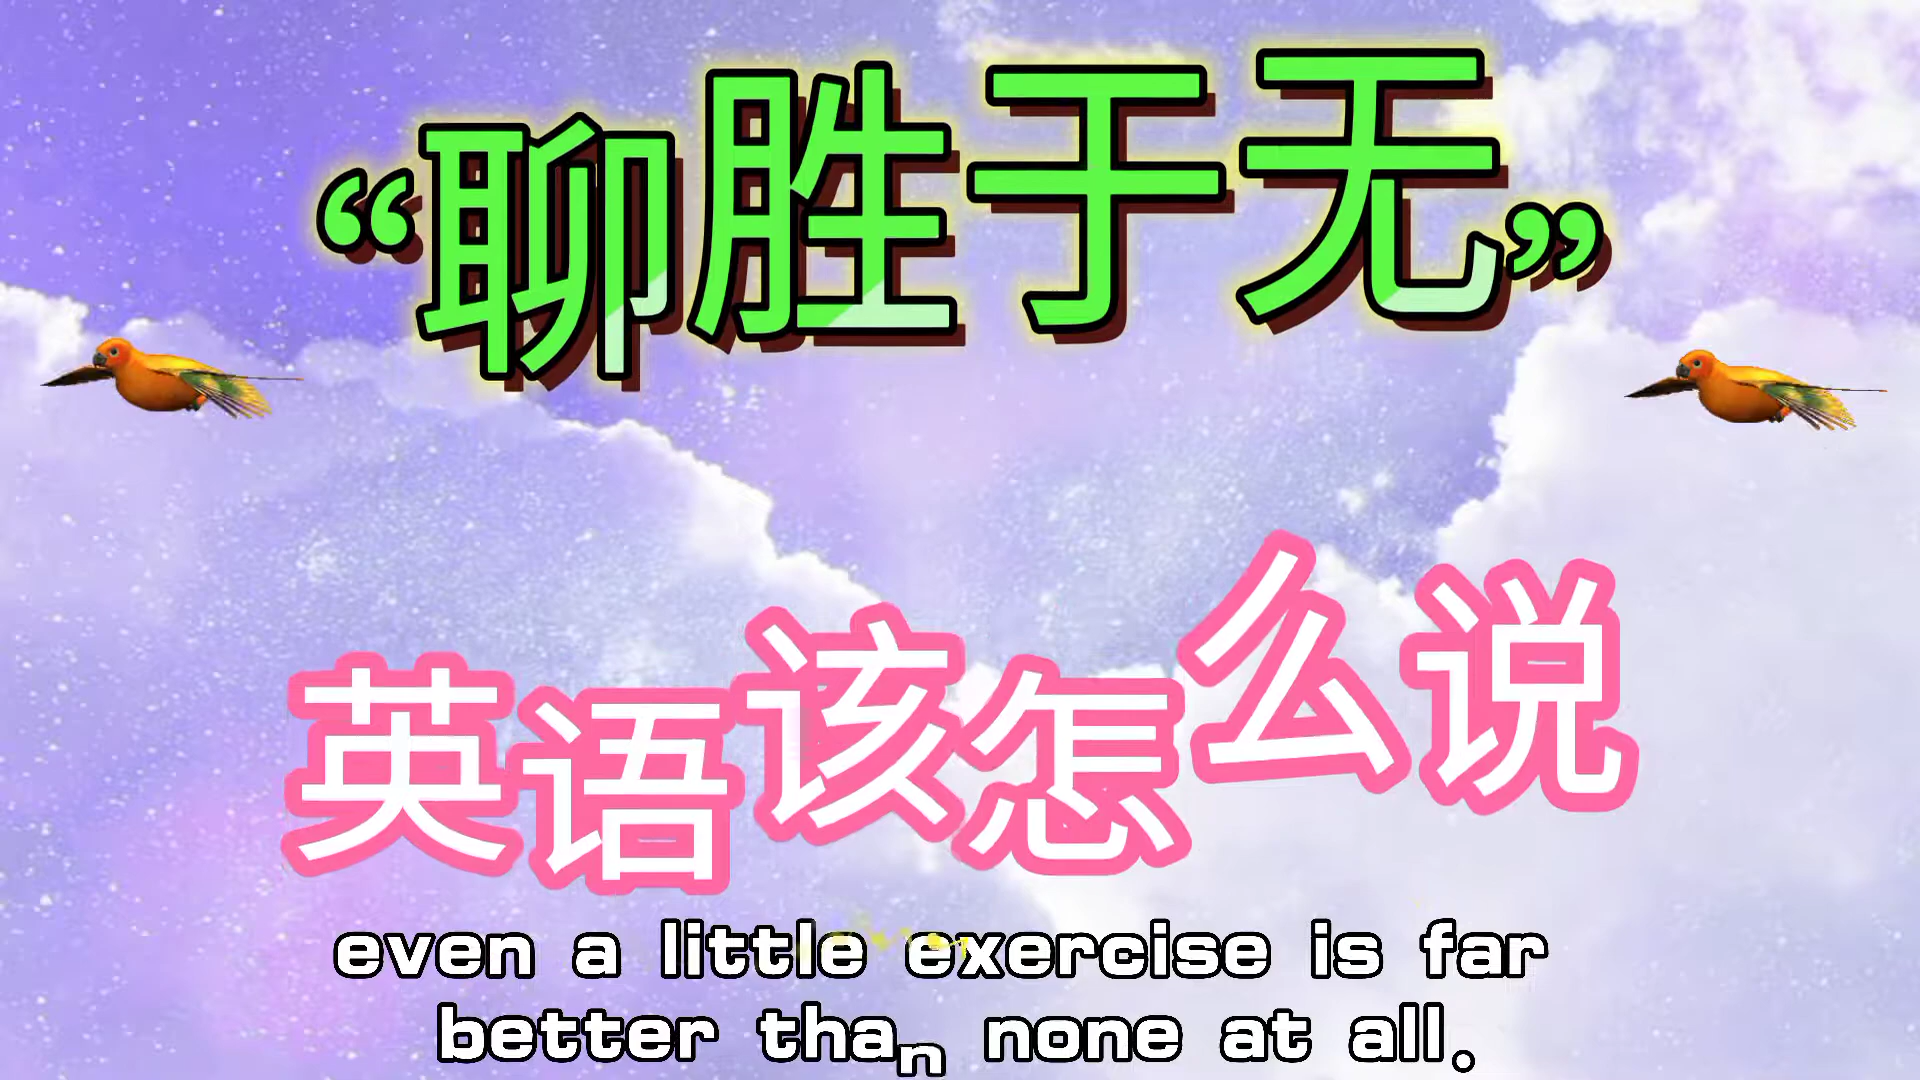 “聊胜于无”
英语该怎么说
even a little exercise is far
better than none at all.